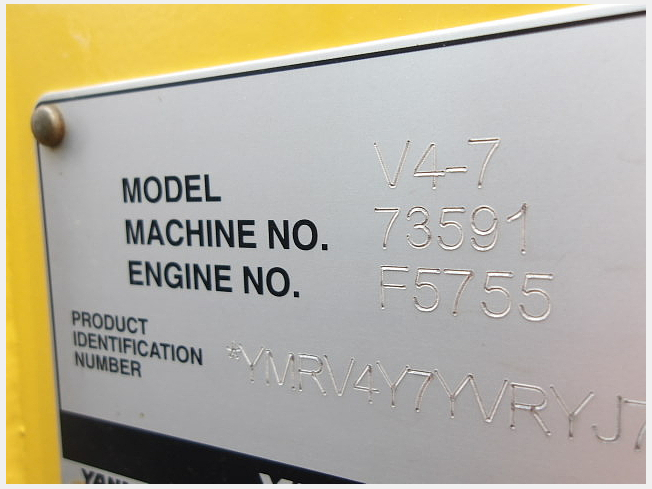 MODEL V4-7
MACHINE NO. 73591
ENGINE NO. F5755
PRODUCT
IDENTIFICATION
NUMBER *YMRV4Y7YVRYJ7